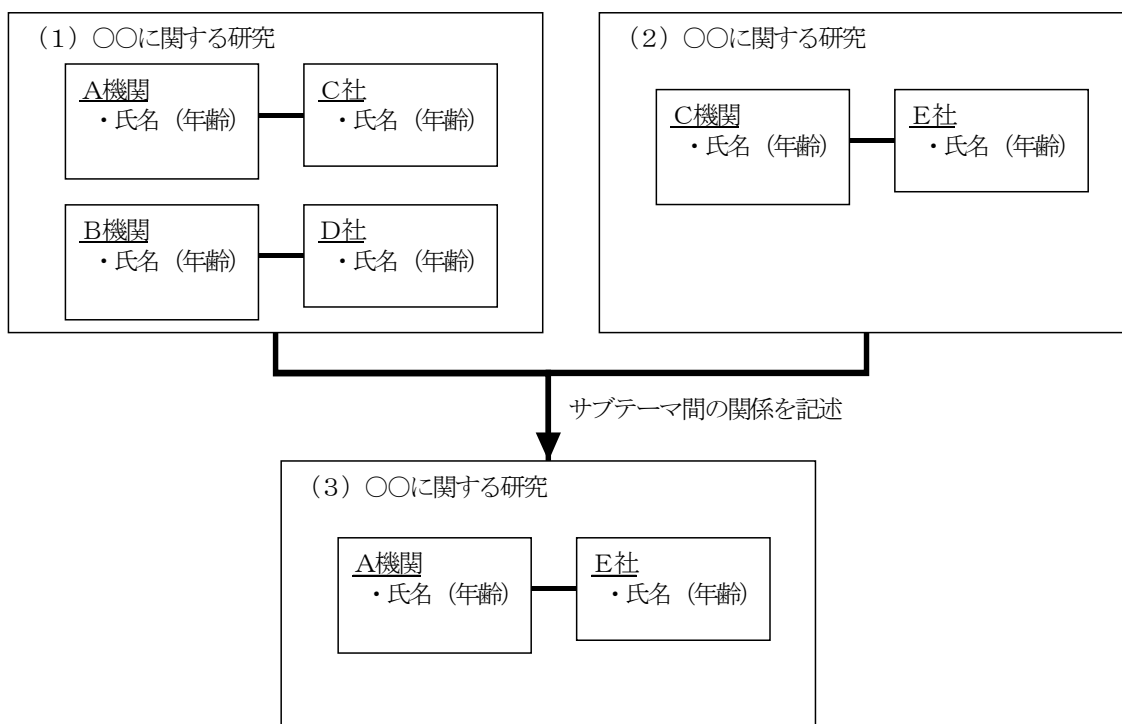 （１）○○に関する研究
Ａ機関
・氏名（年齢）
Ｃ社
・氏名（年齢）
Ｂ機関
・氏名（年齢）
Ｄ社
・氏名（年齢）
（２）○○に関する研究
Ｃ機関
・氏名（年齢）
Ｅ社
・氏名（年齢）
サブテーマ間の関係を記述
（３）○○に関する研究
Ａ機関
・氏名（年齢）
Ｅ社
・氏名（年齢）